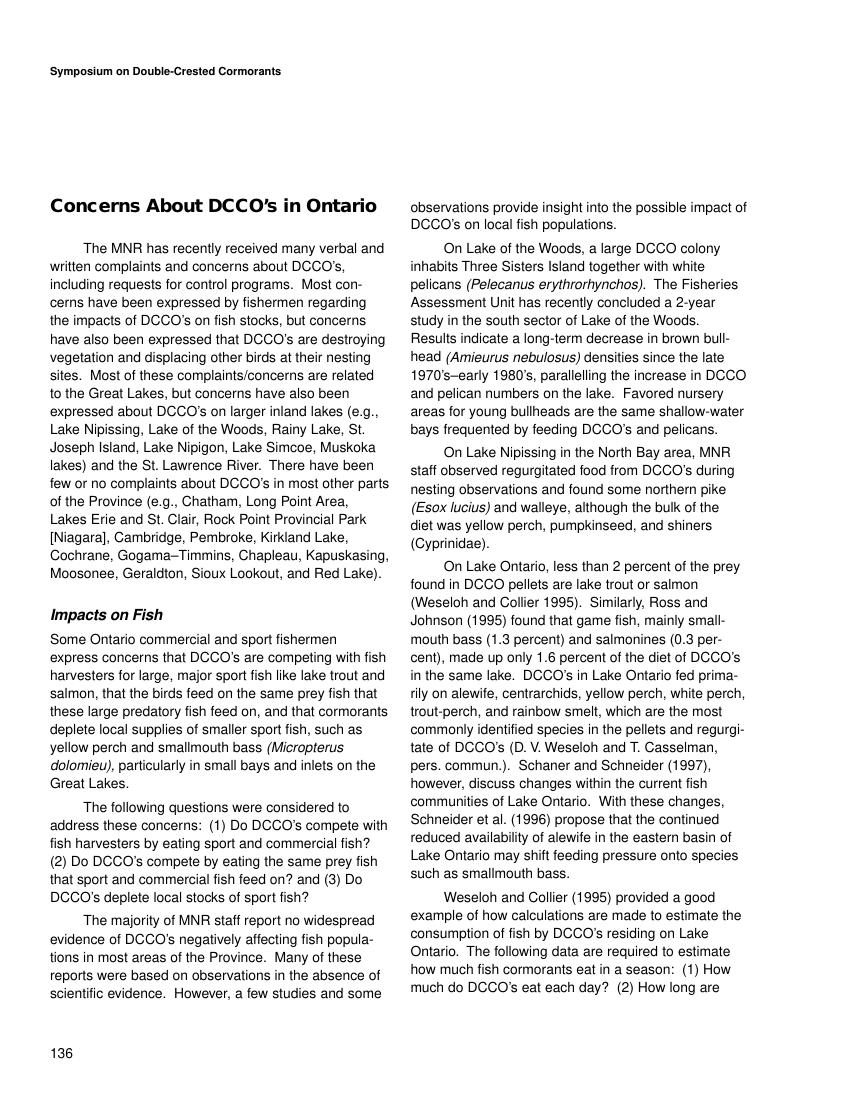 Symposium on Double-Crested Cormorants
Concerns About DCCO's in Ontario
The MNR has recently received many verbal and
written complaints and concerns about DCCO's,
including requests for control programs. Most con-
cerns have been expressed by fishermen regarding
the impacts of DCCO's on fish stocks, but concerns
have also been expressed that DCCO's are destroying
vegetation and displacing other birds at their nesting
sites. Most of these complaints/concerns are related
to the Great Lakes, but concerns have also been
expressed about DCCO's on larger inland lakes (e.g.,
Lake Nipissing, Lake of the Woods, Rainy Lake, St.
Joseph Island, Lake Nipigon, Lake Simcoe, Muskoka
lakes) and the St. Lawrence River. There have been
few or no complaints about DCCO's in most other parts
of the Province (e.g., Chatham, Long Point Area,
Lakes Erie and St. Clair, Rock Point Provincial Park
[Niagara], Cambridge, Pembroke, Kirkland Lake,
Cochrane, Gogama–Timmins, Chapleau, Kapuskasing,
Moosonee, Geraldton, Sioux Lookout, and Red Lake).
Impacts on Fish
Some Ontario commercial and sport fishermen
express concerns that DCCO's are competing with fish
harvesters for large, major sport fish like lake trout and
salmon, that the birds feed on the same prey fish that
these large predatory fish feed on, and that cormorants
deplete local supplies of smaller sport fish, such as
yellow perch and smallmouth bass (Micropterus
dolomieu), particularly in small bays and inlets on the
Great Lakes.
The following questions were considered to
address these concerns: (1) Do DCCO's compete with
fish harvesters by eating sport and commercial fish?
(2) Do DCCO's compete by eating the same prey fish
that sport and commercial fish feed on? and (3) Do
DCCO's deplete local stocks of sport fish?
The majority of MNR staff report no widespread
evidence of DCCO's negatively affecting fish popula-
tions in most areas of the Province. Many of these
reports were based on observations in the absence of
scientific evidence. However, a few studies and some
observations provide insight into the possible impact of
DCCO's on local fish populations.
On Lake of the Woods, a large DCCO colony
inhabits Three Sisters Island together with white
pelicans (Pelecanus erythrorhynchos). The Fisheries
Assessment Unit has recently concluded a 2-year
study in the south sector of Lake of the Woods.
Results indicate a long-term decrease in brown bull-
head (Amieurus nebulosus) densities since the late
1970's–early 1980's, parallelling the increase in DCCO
and pelican numbers on the lake. Favored nursery
areas for young bullheads are the same shallow-water
bays frequented by feeding DCCO's and pelicans.
On Lake Nipissing in the North Bay area, MNR
staff observed regurgitated food from DCCO's during
nesting observations and found some northern pike
(Esox lucius) and walleye, although the bulk of the
diet was yellow perch, pumpkinseed, and shiners
(Cyprinidae).
On Lake Ontario, less than 2 percent of the prey
found in DCCO pellets are lake trout or salmon
(Weseloh and Collier 1995). Similarly, Ross and
Johnson (1995) found that game fish, mainly small-
mouth bass (1.3 percent) and salmonines (0.3 per-
cent), made up only 1.6 percent of the diet of DCCO's
in the same lake. DCCO's in Lake Ontario fed prima-
rily on alewife, centrarchids, yellow perch, white perch,
trout-perch, and rainbow smelt, which are the most
commonly identified species in the pellets and regurgi-
tate of DCCO's (D. V. Weseloh and T. Casselman,
pers. commun.). Schaner and Schneider (1997),
however, discuss changes within the current fish
communities of Lake Ontario. With these changes,
Schneider et al. (1996) propose that the continued
reduced availability of alewife in the eastern basin of
Lake Ontario may shift feeding pressure onto species
such as smallmouth bass.
Weseloh and Collier (1995) provided a good
example of how calculations are made to estimate the
consumption of fish by DCCO's residing on Lake
Ontario. The following data are required to estimate
how much fish cormorants eat in a season: (1) How
much do DCCO's eat each day? (2) How long are
136